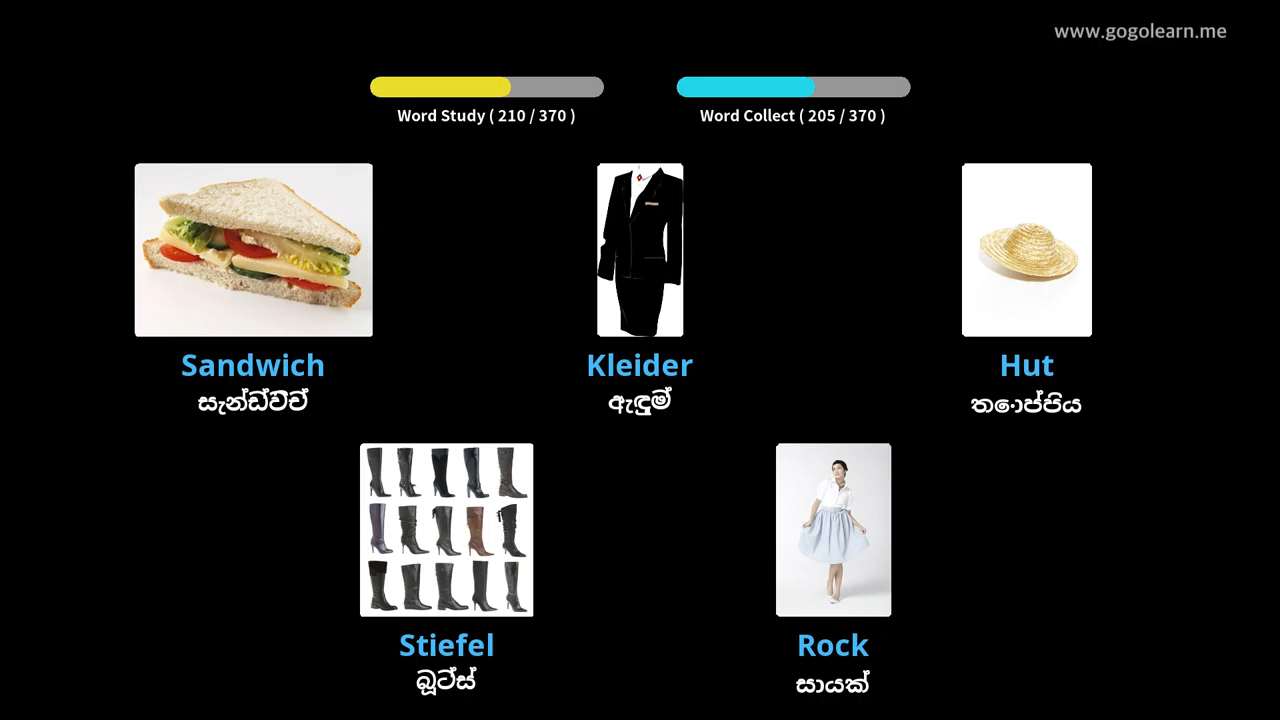 www.gogolearn.me
Word Study ( 210 / 370 )
Word Collect ( 205 / 370 )
Sandwich
සැන්ඩ්විච්
Kleider
ඇඳුම්
Hut
තොප්පිය
Stiefel
බූට්ස්
Rock
සායක්